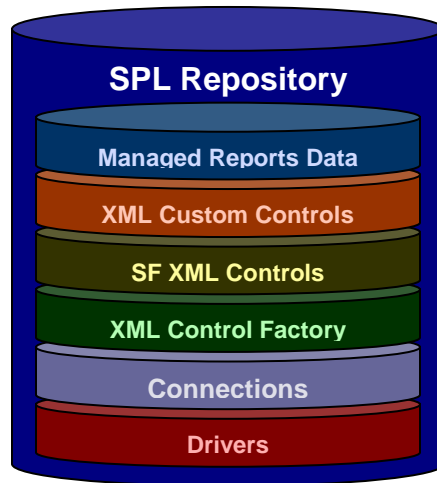 SPL Repository
Managed Reports Data
XML Custom Controls
SF XML Controls
XML Control Factory
Connections
Drivers